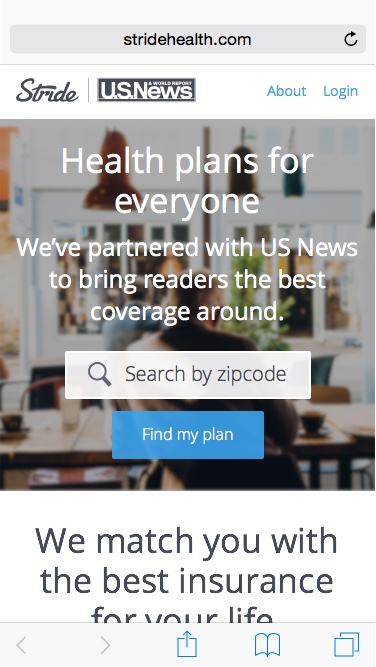 stridehealth.com
Stride U.S.News & WORLD REPORT About Login
Health plans for
everyone
We've partnered with US News
to bring readers the best
coverage around.
Search by zipcode
Find my plan
We match you with
the best insurance
for your life